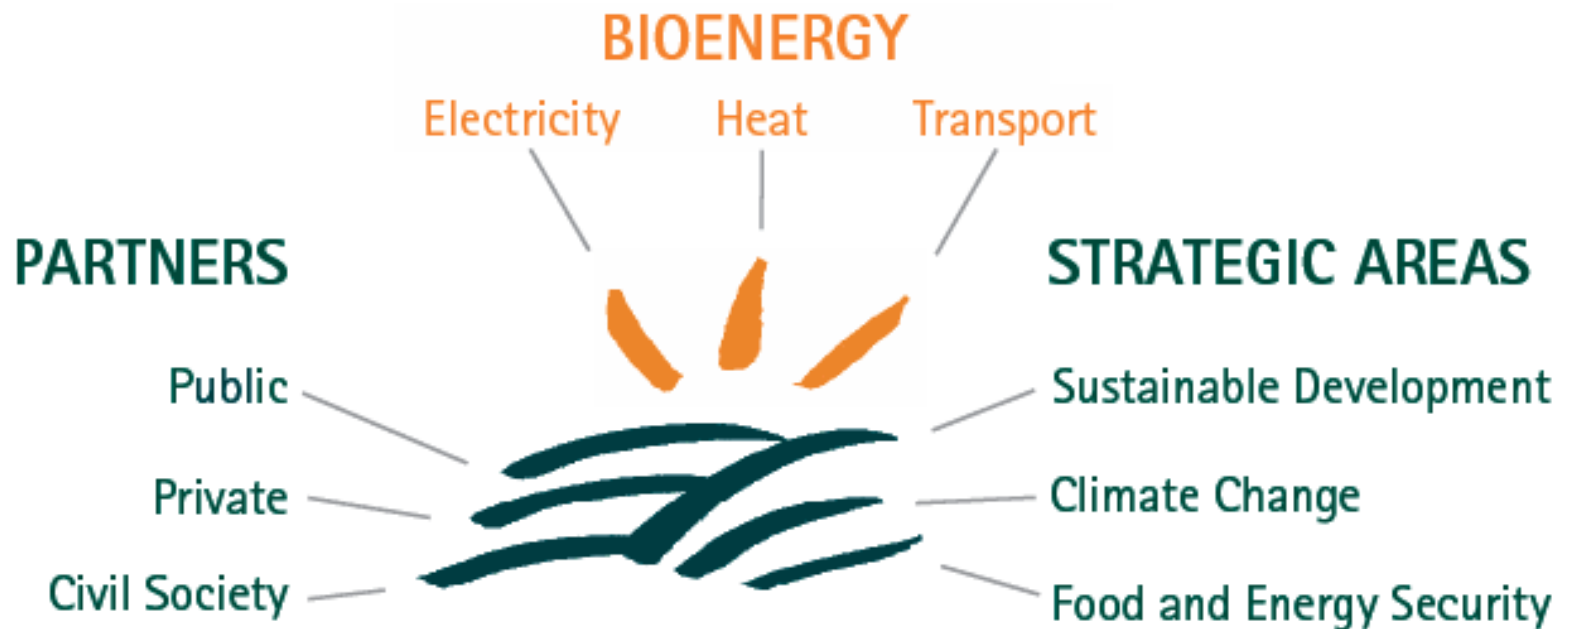 BIOENERGY
Electricity Heat Transport
PARTNERS
Public
Private
Civil Society
STRATEGIC AREAS
Sustainable Development
Climate Change
Food and Energy Security